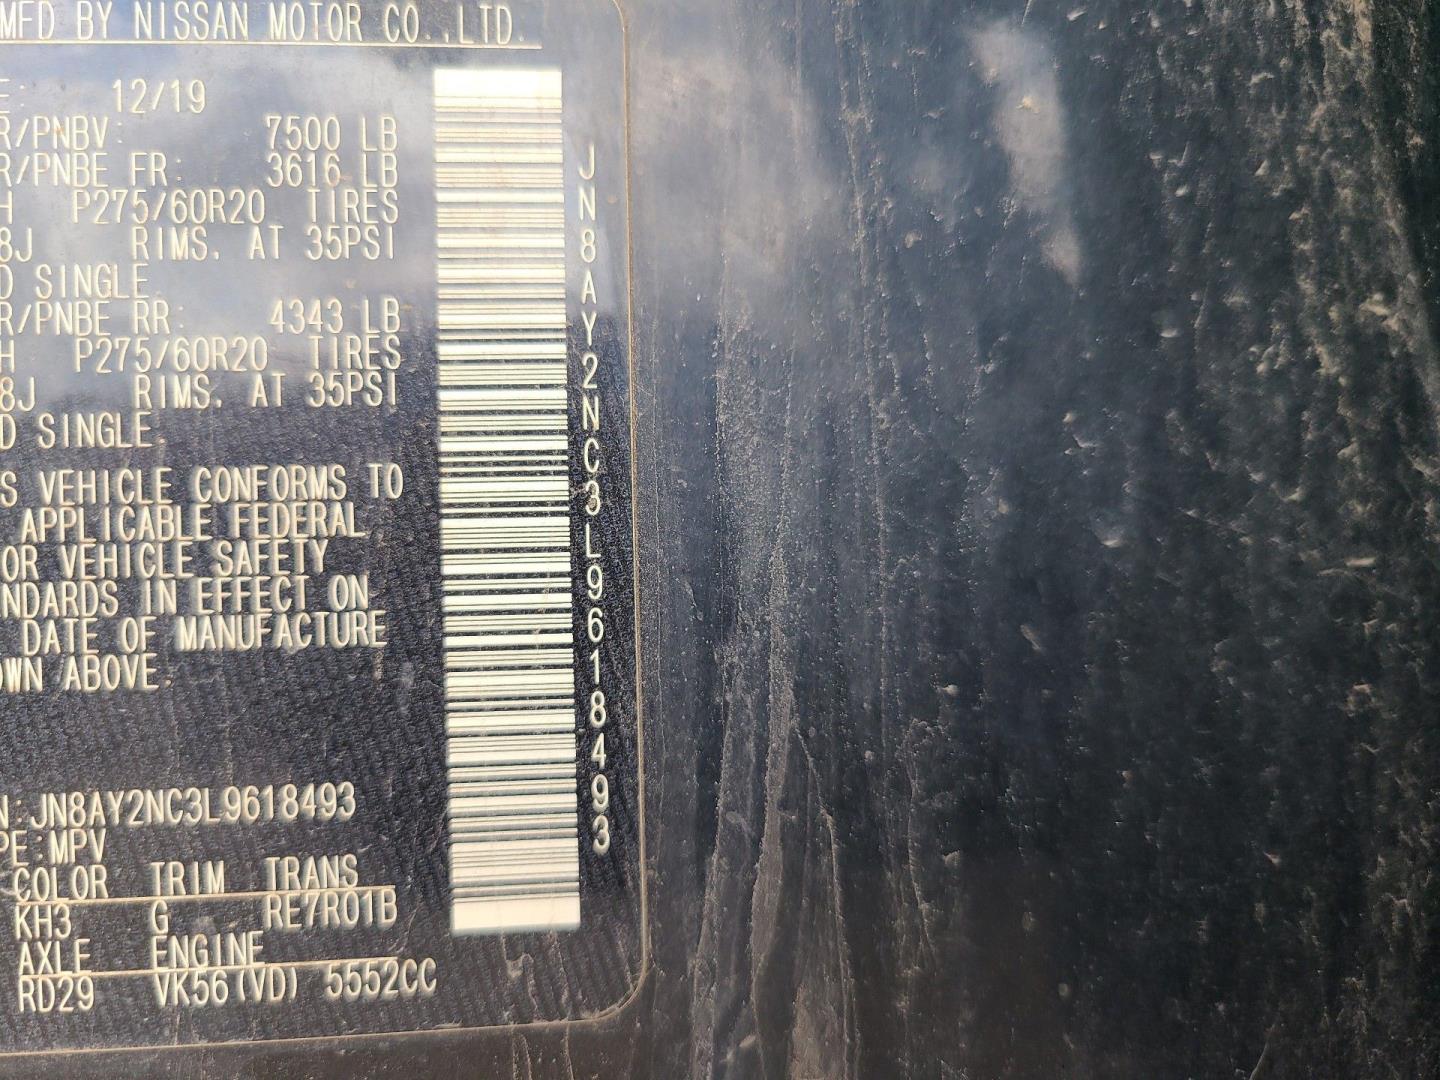 MFD BY NISSAN MOTOR CO.,LTD.
E: 12/19
R/PNBV: 7500 LB
R/PNBE FR: 3616 LB
H P275/60R20 TIRES
8J RIMS. AT 35PSI
D SINGLE.
R/PNBE RR: 4343 LB
H P275/60R20 TIRES
8J RIMS. AT 35PSI
D SINGLE.
S VEHICLE CONFORMS TO
APPLICABLE FEDERAL
OR VEHICLE SAFETY
NDARDS IN EFFECT ON
DATE OF MANUFACTURE
OWN ABOVE.
N:JN8AY2NC3L9618493
PE:MPV
COLOR TRIM TRANS
KH3 G RE7R01B
AXLE ENGINE
RD29 VK56(VD) 5552CC
JN8AY2NC3L9618493